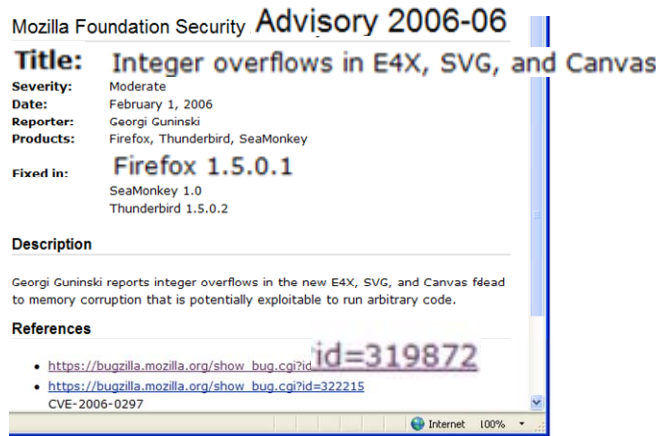 Mozilla Foundation Security Advisory 2006-06
Title: Integer overflows in E4X, SVG, and Canvas
Severity: Moderate
Date: February 1, 2006
Reporter: Georgi Guninski
Products: Firefox, Thunderbird, SeaMonkey
Fixed in: Firefox 1.5.0.1
SeaMonkey 1.0
Thunderbird 1.5.0.2
Description
Georgi Guninski reports integer overflows in the new E4X, SVG, and Canvas
to memory corruption that is potentially exploitable to run arbitrary code.
References
• https://bugzilla.mozilla.org/show_bug.cgi?id=319872
• https://bugzilla.mozilla.org/show_bug.cgi?id=322215
CVE-2006-0297
Internet 100%